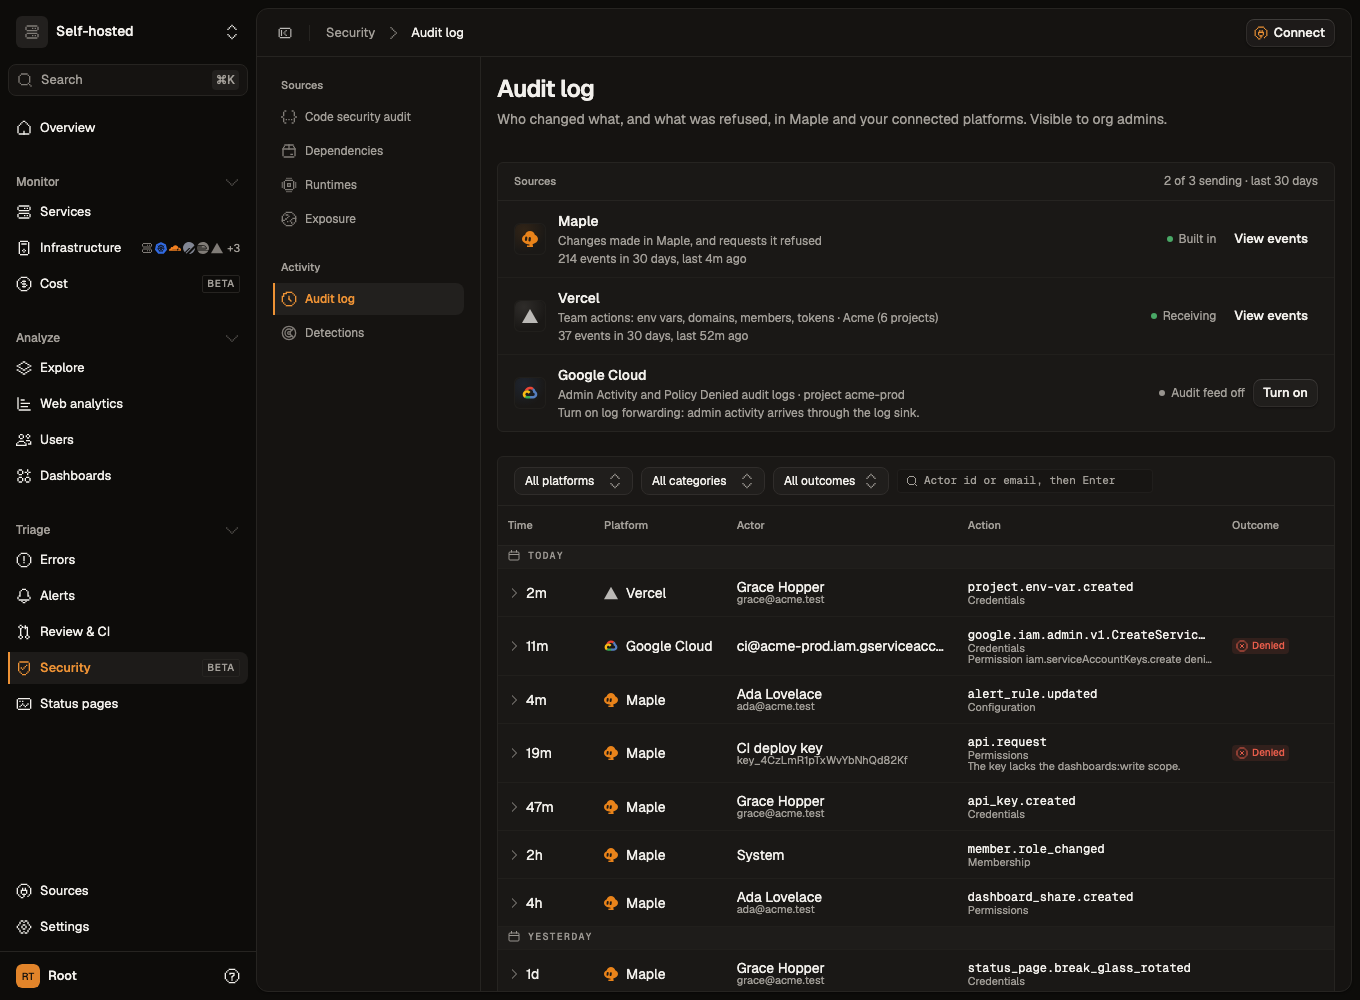 Self-hosted
Search ⌘K
Overview
Monitor
Services
Infrastructure +3
Cost BETA
Analyze
Explore
Web analytics
Users
Dashboards
Triage
Errors
Alerts
Review & CI
Security BETA
Status pages
Sources
Settings
RT Root
Security Audit log
Connect
Sources
Code security audit
Dependencies
Runtimes
Exposure
Activity
Audit log
Detections
Audit log
Who changed what, and what was refused, in Maple and your connected platforms. Visible to org admins.
Sources 2 of 3 sending · last 30 days
Maple
Changes made in Maple, and requests it refused
214 events in 30 days, last 4m ago
Built in View events
Vercel
Team actions: env vars, domains, members, tokens · Acme (6 projects)
37 events in 30 days, last 52m ago
Receiving View events
Google Cloud
Admin Activity and Policy Denied audit logs · project acme-prod
Turn on log forwarding: admin activity arrives through the log sink.
Audit feed off Turn on
All platforms All categories All outcomes Actor id or email, then Enter
Time Platform Actor Action Outcome
TODAY
2m Vercel Grace Hopper project.env-var.created
grace@acme.test Credentials
11m Google Cloud ci@acme-prod.iam.gserviceacc… google.iam.admin.v1.CreateServic… Denied
Credentials
Permission iam.serviceAccountKeys.create deni…
4m Maple Ada Lovelace alert_rule.updated
ada@acme.test Configuration
19m Maple CI deploy key api.request Denied
key_4CzLmR1pTxWvYbNhQd82Kf Permissions
The key lacks the dashboards:write scope.
47m Maple Grace Hopper api_key.created
grace@acme.test Credentials
2h Maple System member.role_changed
Membership
4h Maple Ada Lovelace dashboard_share.created
ada@acme.test Permissions
YESTERDAY
1d Maple Grace Hopper status_page.break_glass_rotated
grace@acme.test Credentials